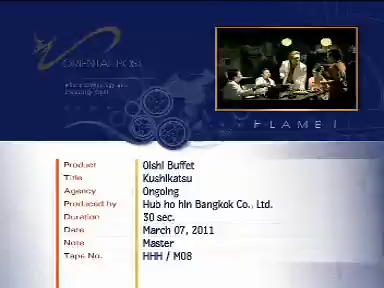 ORIENTAL POST
FLAME I
Product Oishi Buffet
Title Kushikatsu
Agency Ongoing
Produced by Hub ho hin Bangkok Co., Ltd.
Duration 30 sec.
Date March 07, 2011
Note Master
Tape No. HHH / M08